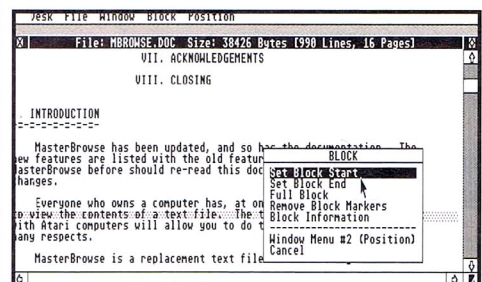 Desk File Window Block Position
File: MBROWSE.DOC Size: 38426 Bytes [990 Lines, 16 Pages]
VII. ACKNOWLEDGEMENTS
VIII. CLOSING
. INTRODUCTION
=-=-=-=-=-=-=-
MasterBrowse has been updated, and so has the documentation. The
ew features are listed with the old featur
MasterBrowse before should re-read this doc
hanges.
Everyone who owns a computer has, at on
to view the contents of a text file. The t
ith Atari computers will allow you to do t
many respects.
MasterBrowse is a replacement text file
BLOCK
Set Block Start
Set Block End
Full Block
Remove Block Markers
Block Information
-----------------------
Window Menu #2 (Position)
Cancel